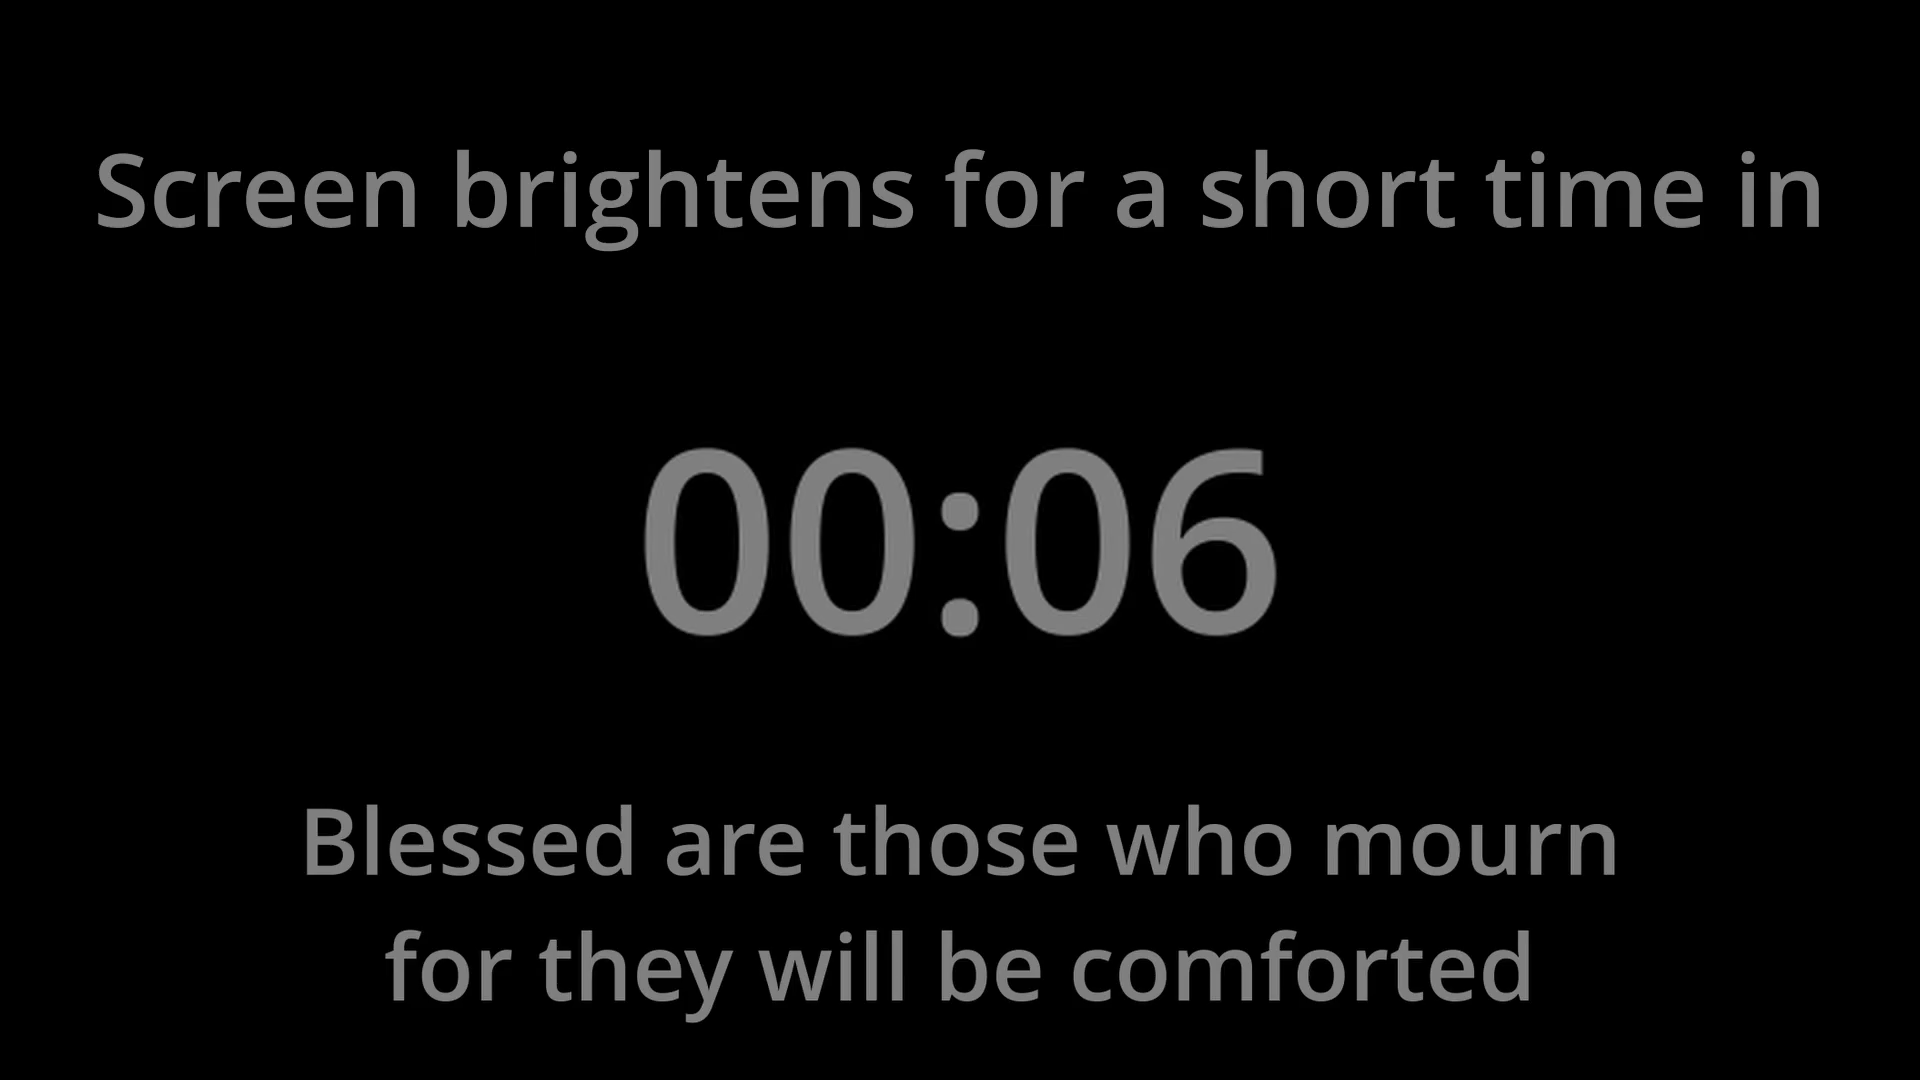 Screen brightens for a short time in
00:06
Blessed are those who mourn
for they will be comforted